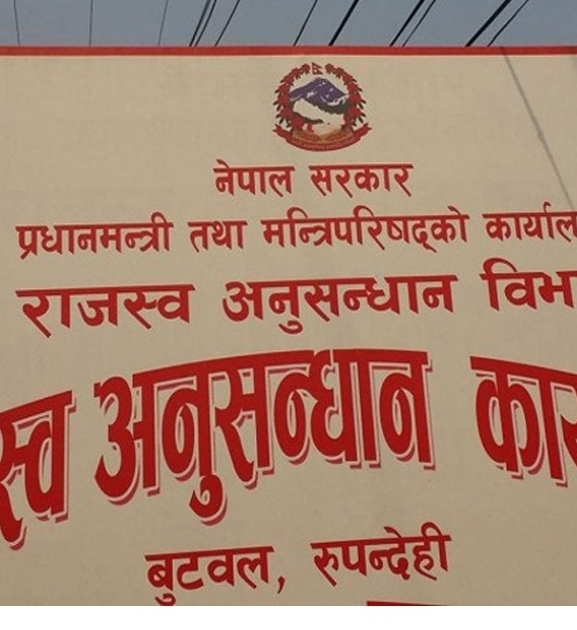 नेपाल सरकार
प्रधानमन्त्री तथा मन्त्रिपरिषद्को कार्याल
राजस्व अनुसन्धान विभ
स्व अनुसन्धान का
बुटवल, रुपन्देही